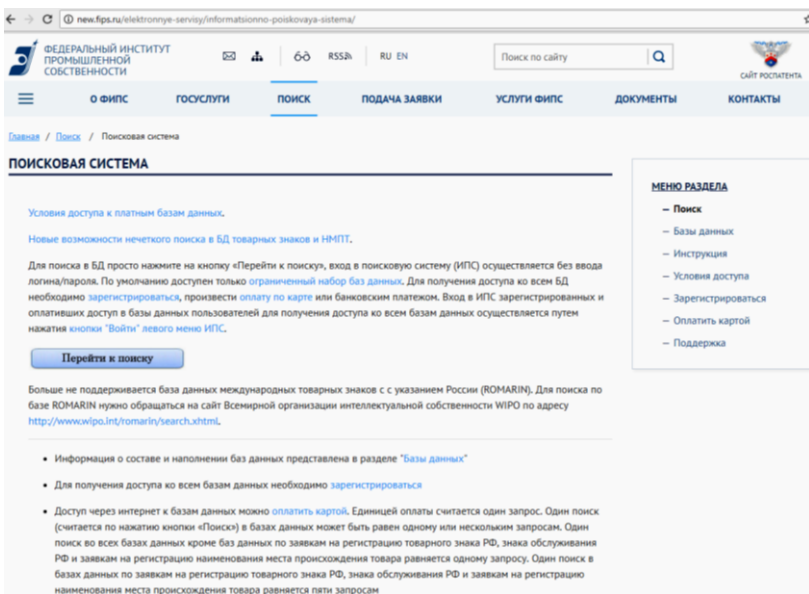 new.fips.ru/elektronnye-servisy/informatsionno-poiskovaya-sistema/
ФЕДЕРАЛЬНЫЙ ИНСТИТУТ
ПРОМЫШЛЕННОЙ
СОБСТВЕННОСТИ
RSS
RU EN
Поиск по сайту
САЙТ РОСПАТЕНТА
О ФИПС ГОСУСЛУГИ ПОИСК ПОДАЧА ЗАЯВКИ УСЛУГИ ФИПС ДОКУМЕНТЫ КОНТАКТЫ
Главная / Поиск / Поисковая система
ПОИСКОВАЯ СИСТЕМА
Условия доступа к платным базам данных.
Новые возможности нечеткого поиска в БД товарных знаков и НМПТ.
Для поиска в БД просто нажмите на кнопку «Перейти к поиску», вход в поисковую систему (ИПС) осуществляется без ввода
логина/пароля. По умолчанию доступен только ограниченный набор баз данных. Для получения доступа ко всем БД
необходимо зарегистрироваться, произвести оплату по карте или банковским платежом. Вход в ИПС зарегистрированных и
оплативших доступ в базы данных пользователей для получения доступа ко всем базам данных осуществляется путем
нажатия кнопки "Войти" левого меню ИПС.
Перейти к поиску
Больше не поддерживается база данных международных товарных знаков с с указанием России (ROMARIN). Для поиска по
базе ROMARIN нужно обращаться на сайт Всемирной организации интеллектуальной собственности WIPO по адресу
http://www.wipo.int/romarin/search.xhtml.
• Информация о составе и наполнении баз данных представлена в разделе "Базы данных"
• Для получения доступа ко всем базам данных необходимо зарегистрироваться
• Доступ через интернет к базам данных можно оплатить картой. Единицей оплаты считается один запрос. Один поиск
(считается по нажатию кнопки «Поиск») в базах данных может быть равен одному или нескольким запросам. Один
поиск во всех базах данных кроме баз данных по заявкам на регистрацию товарного знака РФ, знака обслуживания
РФ и заявкам на регистрацию наименования места происхождения товара равняется одному запросу. Один поиск в
базах данных по заявкам на регистрацию товарного знака РФ, знака обслуживания РФ и заявкам на регистрацию
наименования места происхождения товара равняется пяти запросам
МЕНЮ РАЗДЕЛА
— Поиск
— Базы данных
— Инструкция
— Условия доступа
— Зарегистрироваться
— Оплатить картой
— Поддержка